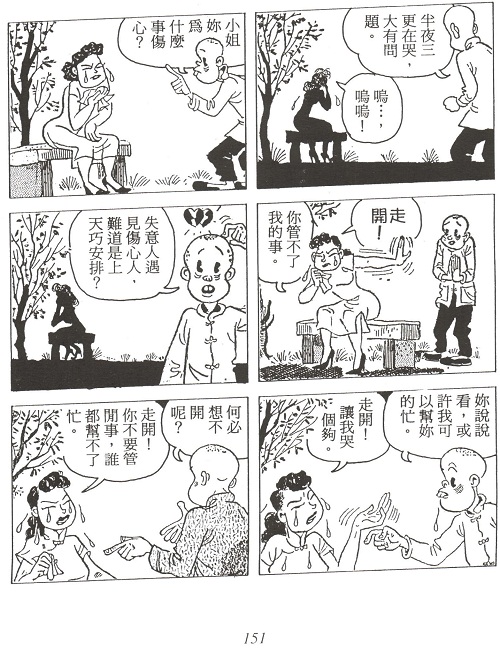 半夜三
更在哭，
大有問
題。
嗚…，
嗚嗚！
小姐
妳爲
什麼
事傷
心？
走
開！
你管不了
我的事。
失意人遇
見傷心人，
難道是上
天巧安排？
妳說說
看，或
許我可
以幫妳
的忙。
走開！
讓我哭
個夠。
何必
想不開
呢？
走開！
你不要管
閒事，誰
都幫不了
忙。
151